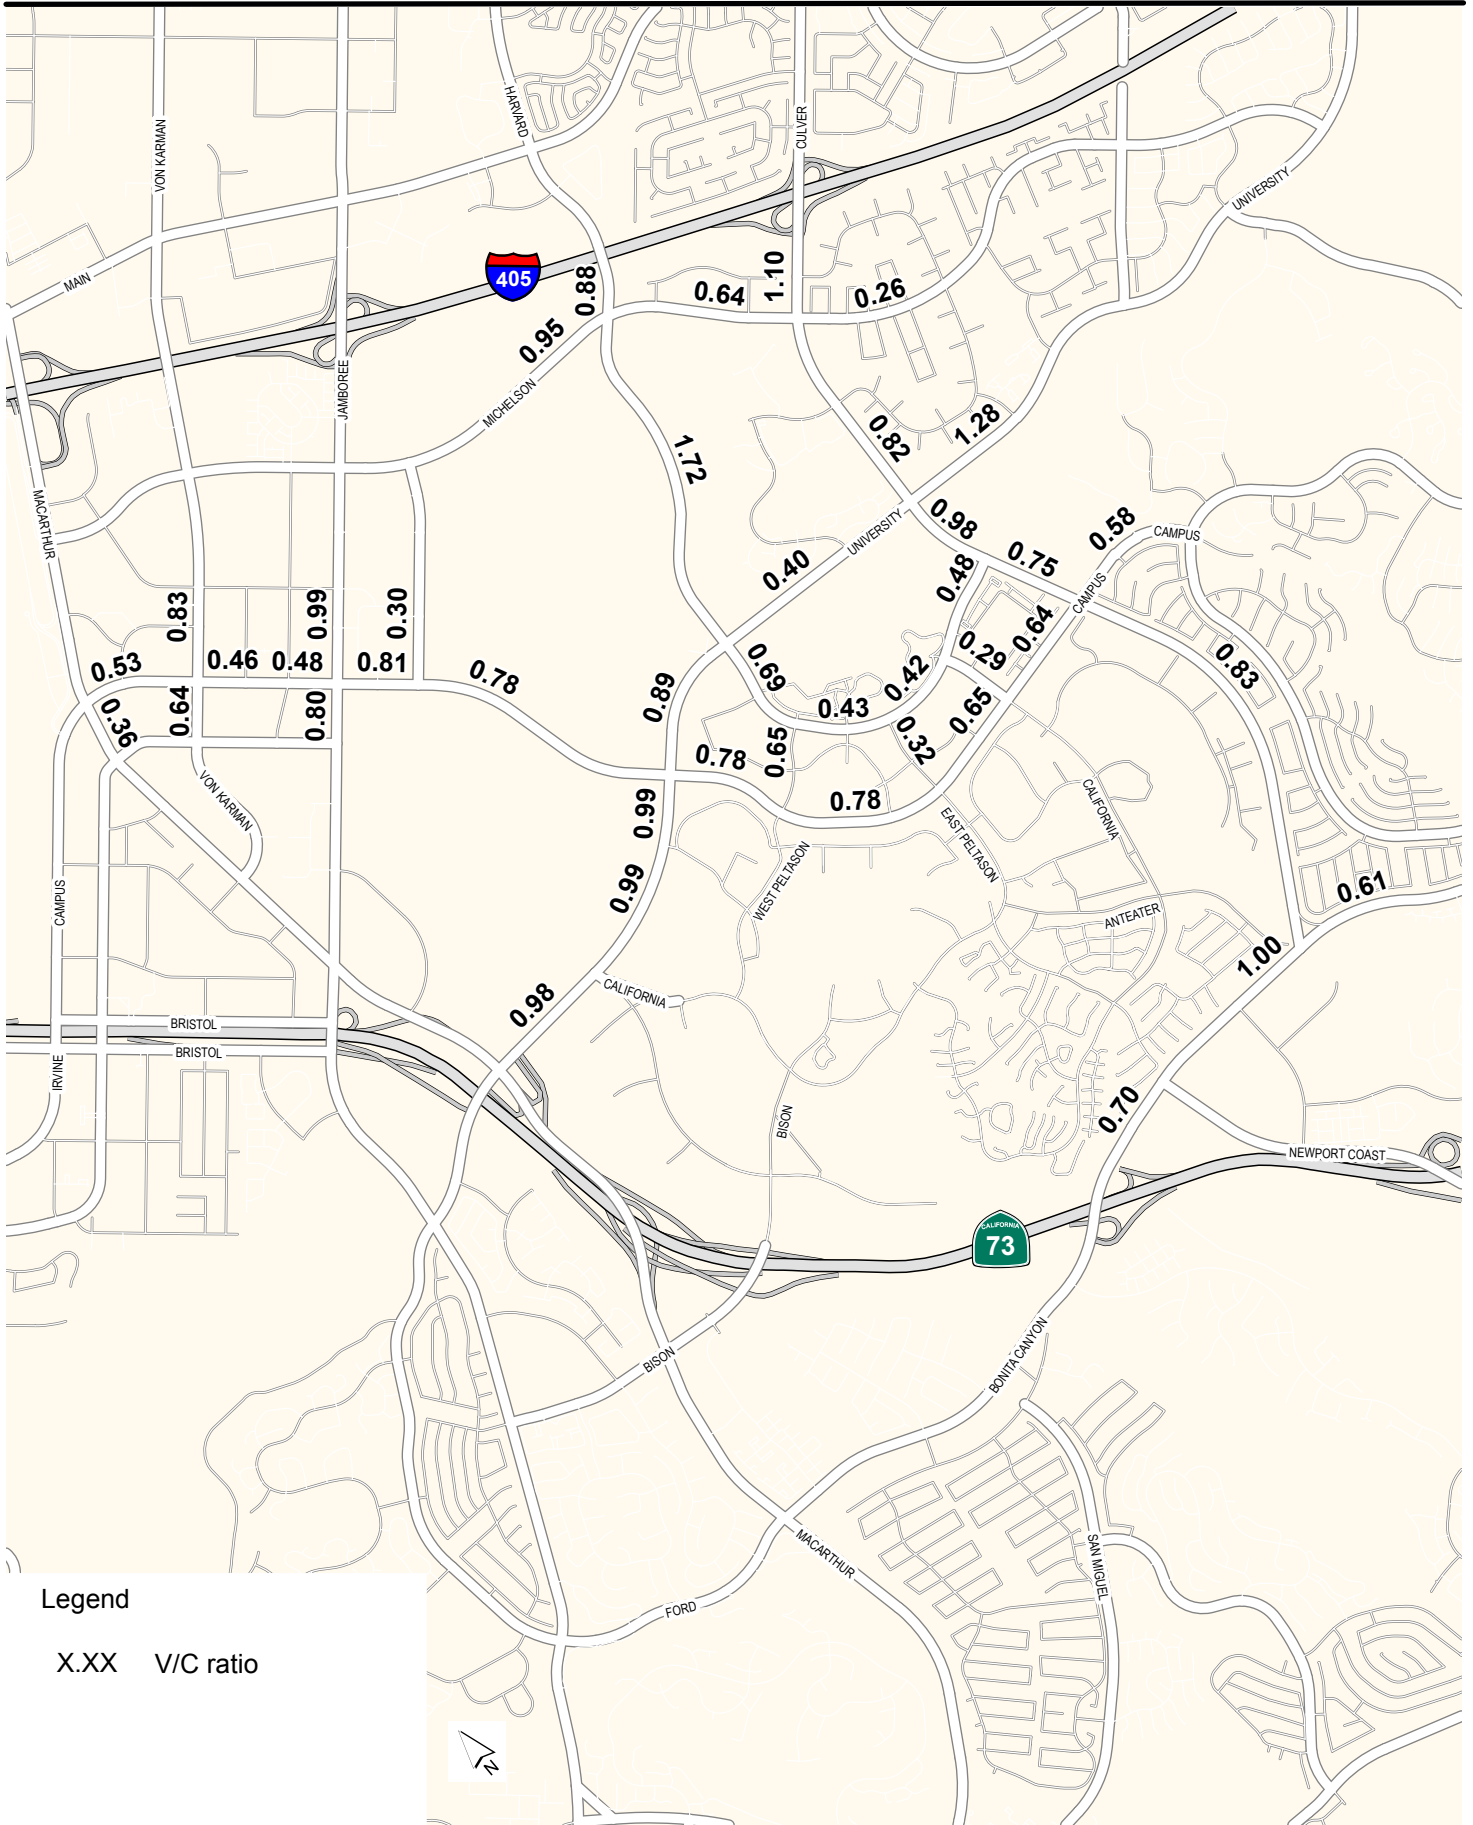 HARVARD
CULVER
VON KARMAN
UNIVERSITY
MAIN
405
0.88
1.10
0.64
0.26
0.95
JAMBOREE
MICHELSON
0.82
1.28
1.72
MACARTHUR
UNIVERSITY
0.98
0.58
CAMPUS
0.40
0.75
0.48
CAMPUS
0.83
0.99
0.30
0.64
0.53
0.46
0.48
0.81
0.78
0.69
0.29
0.83
0.42
0.89
0.36
0.64
0.80
0.43
0.65
0.65
0.32
0.78
0.78
VON KARMAN
0.99
EAST PELTASON
CALIFORNIA
0.99
WEST PELTASON
0.61
CAMPUS
ANTEATER
1.00
CALIFORNIA
0.98
BRISTOL
BRISTOL
IRVINE
0.70
BISON
NEWPORT COAST
CALIFORNIA
73
BONITA CANYON
BISON
MACARTHUR
SAN MIGUEL
FORD
Legend
X.XX V/C ratio
N